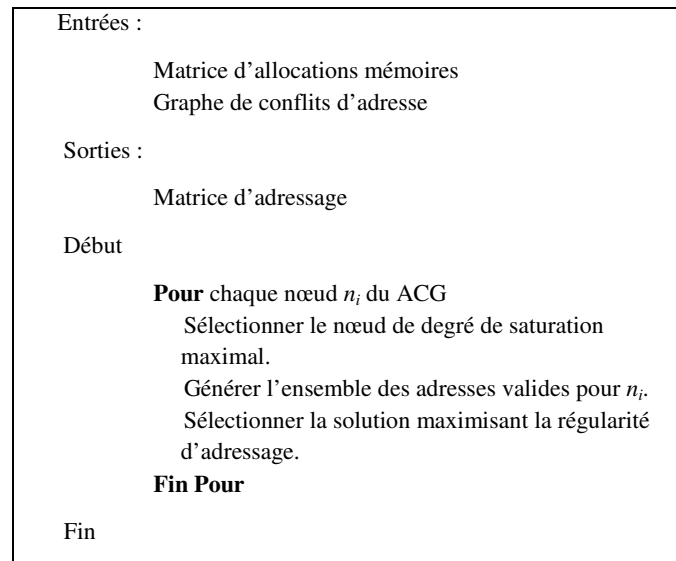 Entrées :
Matrice d'allocations mémoires
Graphe de conflits d'adresse
Sorties :
Matrice d'adressage
Début
Pour chaque nœud ni du ACG
Sélectionner le nœud de degré de saturation
maximal.
Générer l'ensemble des adresses valides pour ni.
Sélectionner la solution maximisant la régularité
d'adressage.
Fin Pour
Fin